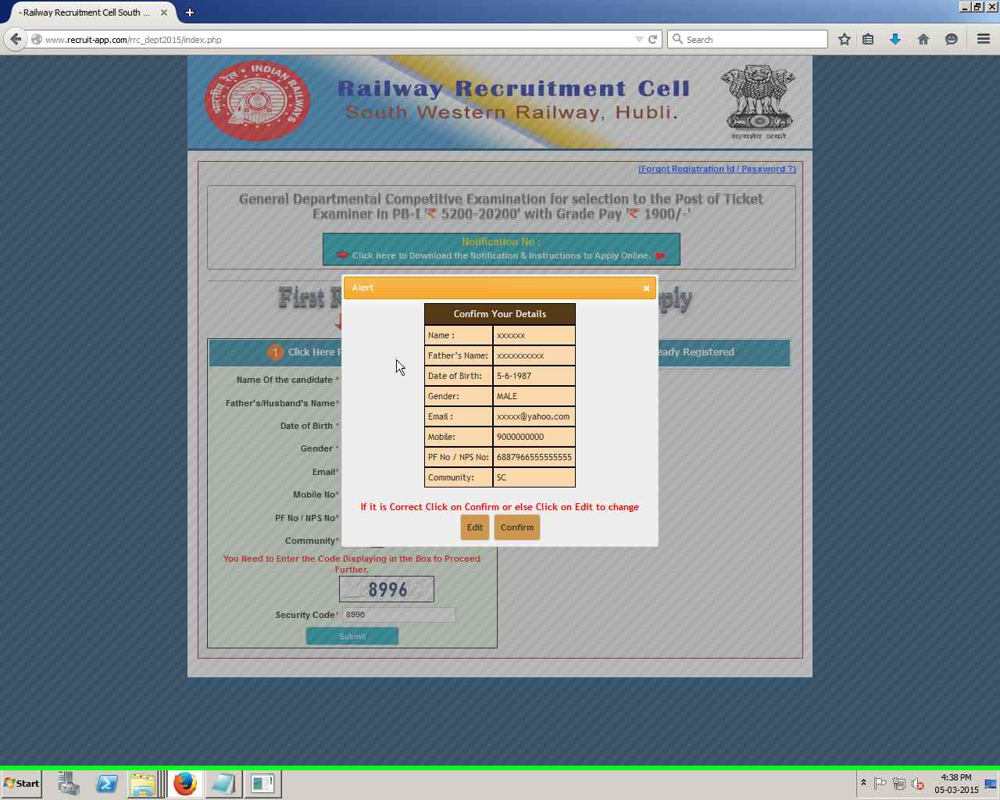 - Railway Recruitment Cell South ...
www.recruit-app.com/rrc_dept2015/index.php
Search
भारतीय रेल INDIAN RAILWAYS
Railway Recruitment Cell
South Western Railway, Hubli.
सत्यमेव जयते
(Forgot Registration Id / Password ?)
General Departmental Competitive Examination for selection to the Post of Ticket
Examiner in PB-I '₹ 5200-20200' with Grade Pay '₹ 1900/-'
Notification No :
Click here to Download the Notification & Instructions to Apply Online.
First
Alert
Confirm Your Details
Name : xxxxxx
Father's Name: xxxxxxxxxx
Date of Birth: 5-6-1987
Gender: MALE
Email : xxxxx@yahoo.com
Mobile: 9000000000
PF No / NPS No: 6887966555555555
Community: SC
If it is Correct Click on Confirm or else Click on Edit to change
Edit Confirm
1 Click Here
Registered
Name Of the candidate *
Father's/Husband's Name*
Date of Birth *
Gender *
Email*
Mobile No*
PF No / NPS No*
Community*
You Need to Enter the Code Displaying in the Box to Proceed
Further.
8996
Security Code* 8996
Submit
Start
4:38 PM
05-03-2015